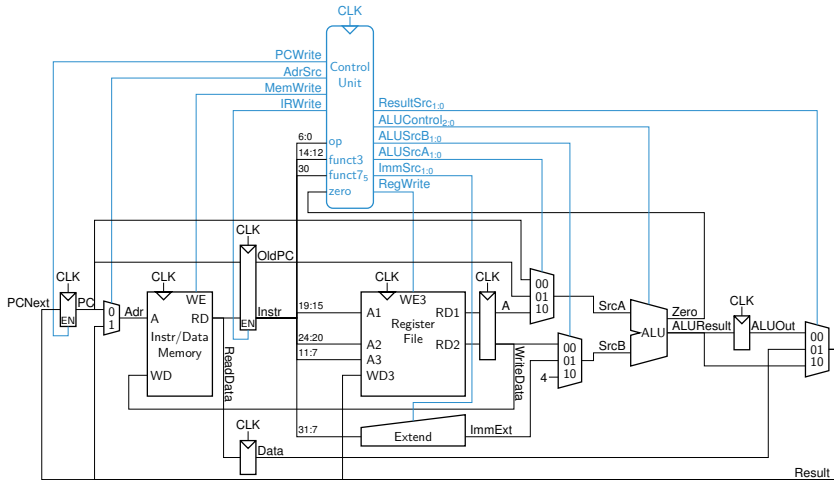 CLK
Control
Unit
PCWrite
AdrSrc
MemWrite
IRWrite
ResultSrc1:0
ALUControl2:0
ALUSrcB1:0
ALUSrcA1:0
ImmSrc1:0
RegWrite
6:0
op
14:12
funct3
30
funct75
zero
CLK
OldPC
CLK
PCNext
PC
EN
0
1
Adr
CLK
WE
A
RD
Instr/Data
Memory
WD
ReadData
EN
Instr
19:15
24:20
11:7
CLK
WE3
A1
RD1
Register
File
A2
RD2
A3
WD3
CLK
A
WriteData
00
01
10
SrcA
00
01
10
4
SrcB
ALU
Zero
ALUResult
CLK
ALUOut
00
01
10
31:7
Extend
ImmExt
CLK
Data
Result